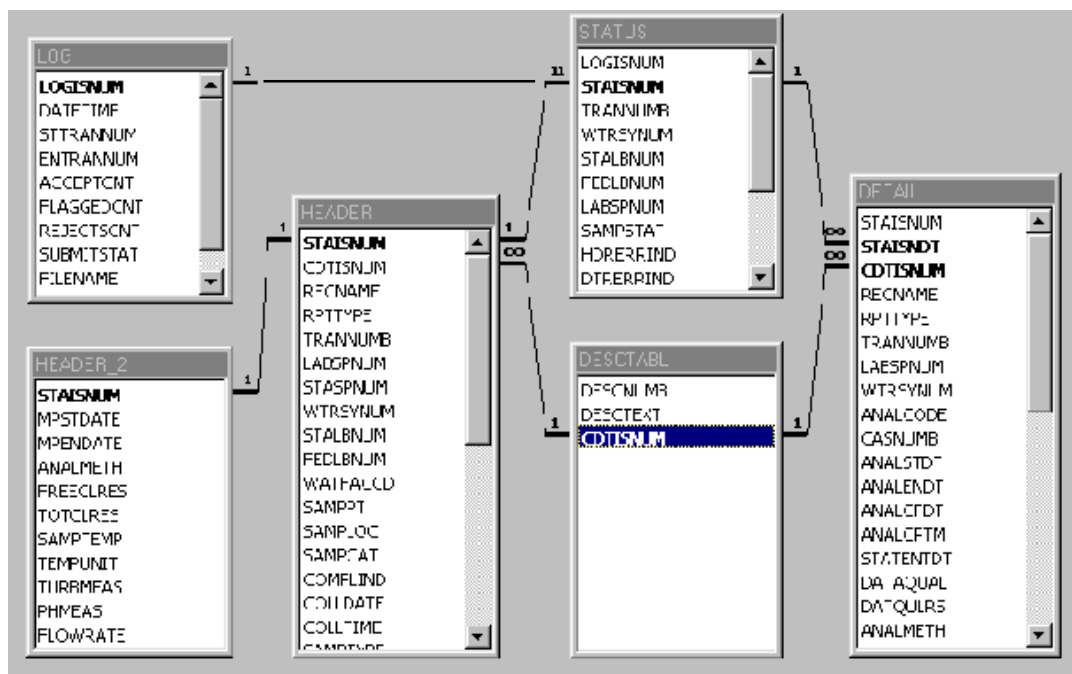 LOG
LOGISNUM
DATETIME
STTRANNUM
ENTRANNUM
ACCEPTCNT
FLAGGEDCNT
REJECTSCNT
SUBMITSTAT
FILENAME
1
11
STATUS
LOGISNUM
STAISNUM
TRANNUMB
WTRSYNUM
STALBNUM
FEDLBNUM
LABSPNUM
SAMPSTAT
HDRERRIND
DTRERRIND
1
HEADER_2
STAISNUM
MPSTDATE
MPENDATE
ANALMETH
FREECLRES
TOTCLRES
SAMPTEMP
TEMPUNIT
TURBMEAS
PHMEAS
FLOWRATE
1
1
HEADER
STAISNUM
CDTISNUM
RECNAME
RPTTYPE
TRANNUMB
LABSPNUM
STASPNUM
WTRSYNUM
STALBNUM
FEDLBNUM
WATFACCD
SAMPPT
SAMPLOC
SAMPCAT
COMPLIND
COLLDATE
COLLTIME
SAMPTYPE
1
∞
DESCTABL
DESCNUMB
DESCTEXT
CDTISNUM
1
1
DETAIL
STAISNUM
STAISNDT
CDTISNUM
RECNAME
RPTTYPE
TRANNUMB
LABSPNUM
WTRSYNUM
ANALCODE
CASNUMB
ANALSTDT
ANALENDT
ANALCFDT
ANALCFTM
STATENTDT
DATAQUAL
DATQULRS
ANALMETH
∞
∞